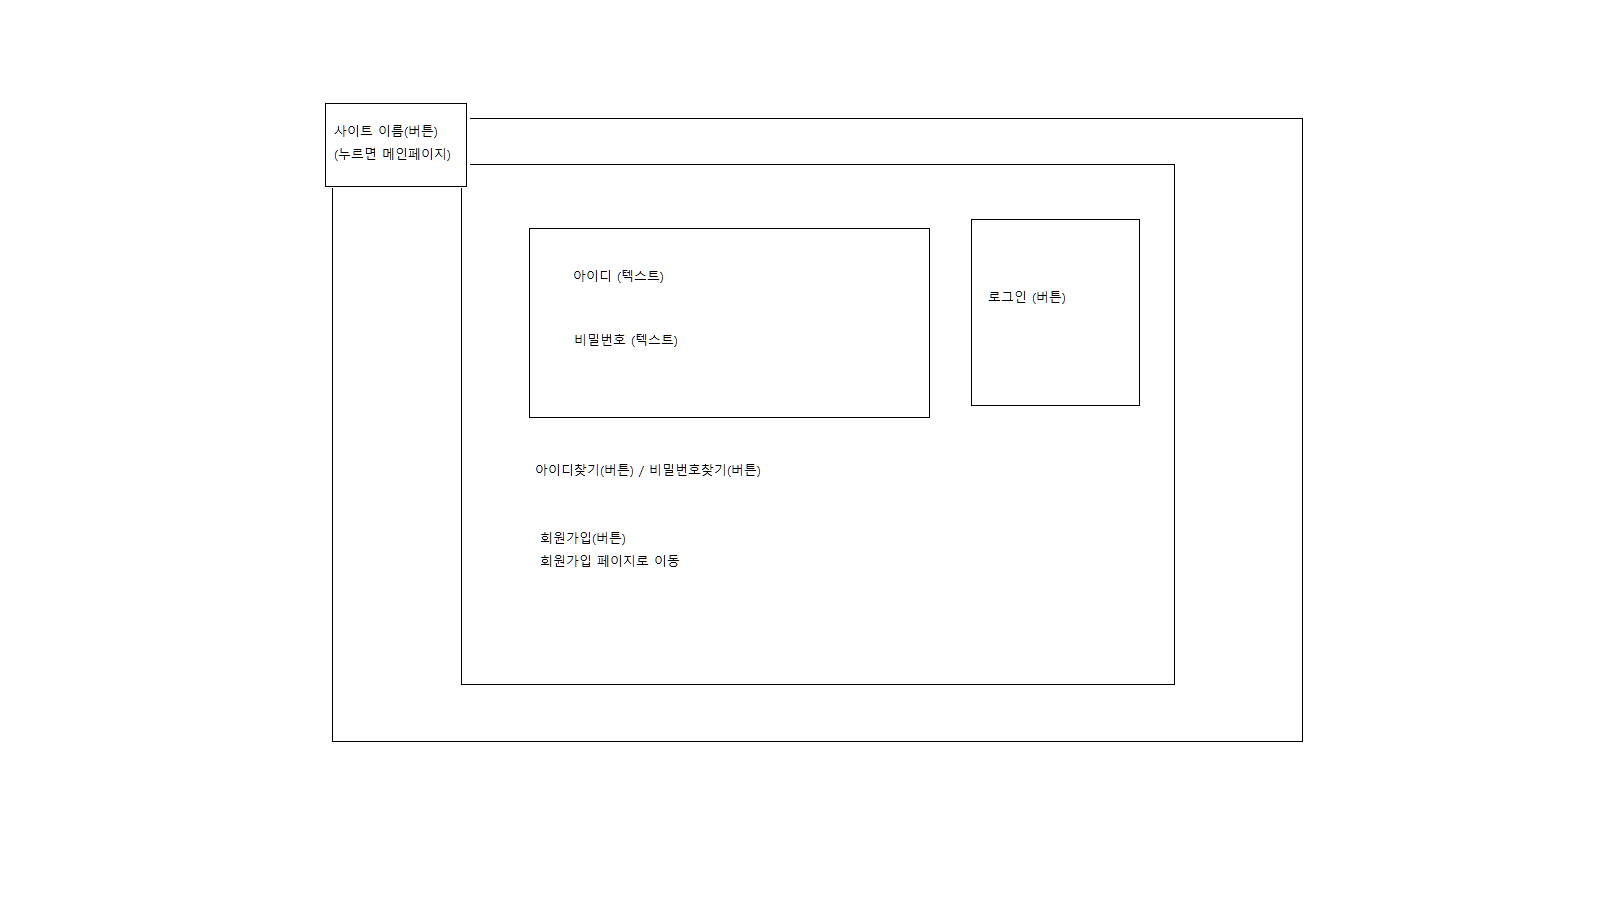 사이트 이름(버튼)
(누르면 메인페이지)
아이디 (텍스트)
로그인 (버튼)
비밀번호 (텍스트)
아이디찾기(버튼) / 비밀번호찾기(버튼)
회원가입(버튼)
회원가입 페이지로 이동